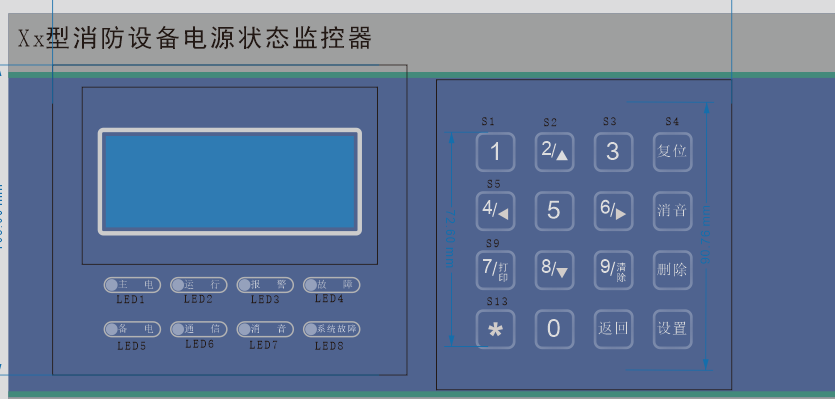 Xx型消防设备电源状态监控器
S1 S2 S3 S4
1 2/▲ 3 复位
S5
4/◀ 5 6/▶ 消音
S9
7/打印 8/▼ 9/清除 删除
S13
* 0 返回 设置
主 电 运 行 报 警 故 障
LED1 LED2 LED3 LED4
备 电 通 信 消 音 系统故障
LED5 LED6 LED7 LED8